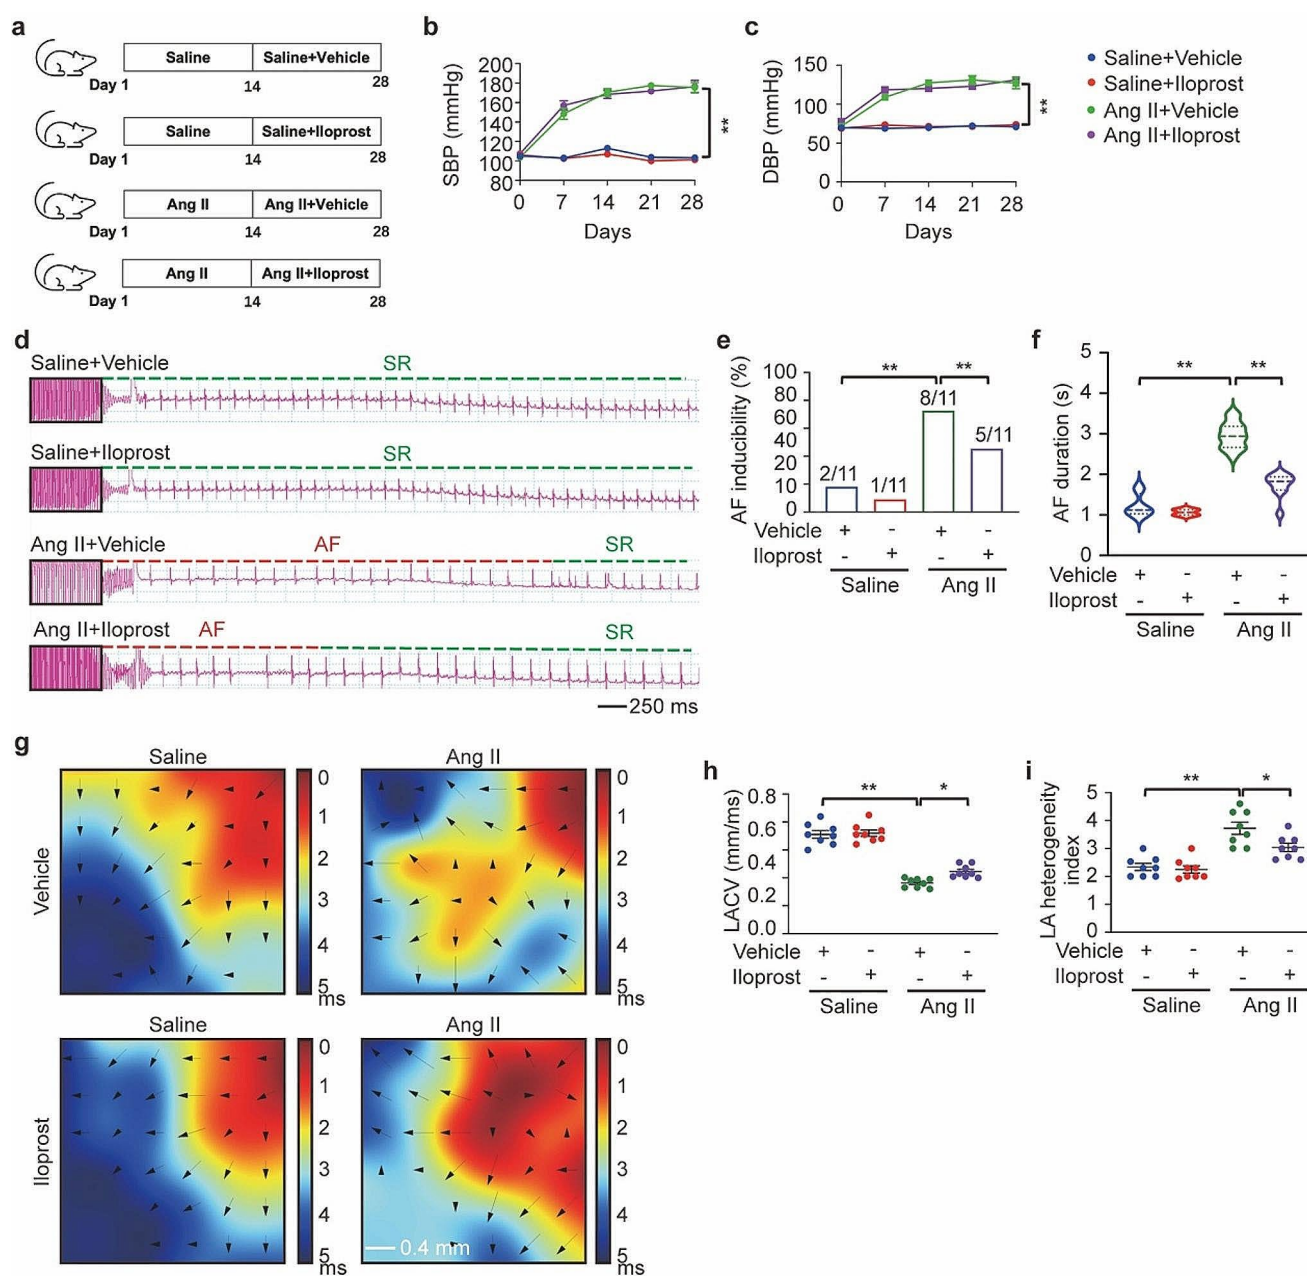 a
Saline Saline+Vehicle
Day 1 14 28
Saline Saline+Iloprost
Day 1 14 28
Ang II Ang II+Vehicle
Day 1 14 28
Ang II Ang II+Iloprost
Day 1 14 28
b
SBP (mmHg)
200
180
160
140
120
100
80
0 7 14 21 28
Days
**
c
DBP (mmHg)
150
100
50
0
0 7 14 21 28
Days
**
Saline+Vehicle
Saline+Iloprost
Ang II+Vehicle
Ang II+Iloprost
d
Saline+Vehicle SR
Saline+Iloprost SR
Ang II+Vehicle AF SR
Ang II+Iloprost AF SR
250 ms
e
AF inducibility (%)
100
80
60
40
20
10
0
** **
2/11 1/11 8/11 5/11
Vehicle + - + -
Iloprost - + - +
Saline Ang II
f
AF duration (s)
5
4
3
2
1
0
** **
Vehicle + - + -
Iloprost - + - +
Saline Ang II
g
Saline Ang II
Vehicle
0 0
1 1
2 2
3 3
4 4
5 5
ms ms
Saline Ang II
Iloprost
0 0
1 1
2 2
3 3
4 4
5 5
ms ms
0.4 mm
h
LACV (mm/ms)
0.8
0.6
0.4
0.2
0.0
** *
Vehicle + - + -
Iloprost - + - +
Saline Ang II
i
LA heterogeneity
index
5
4
3
2
1
0
** *
Vehicle + - + -
Iloprost - + - +
Saline Ang II